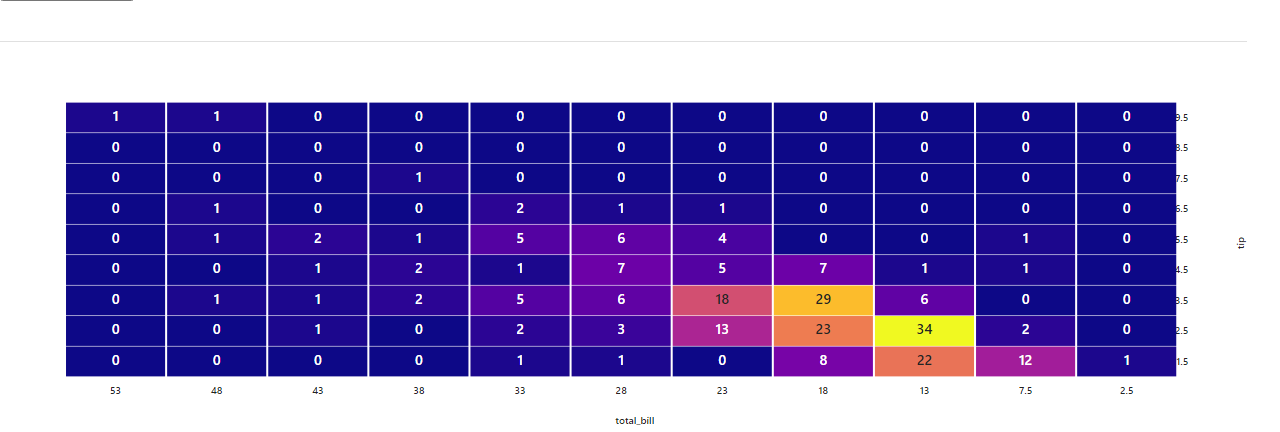 1 1 0 0 0 0 0 0 0 0 0 9.5
0 0 0 0 0 0 0 0 0 0 0 8.5
0 0 0 1 0 0 0 0 0 0 0 7.5
0 1 0 0 2 1 1 0 0 0 0 6.5
0 1 2 1 5 6 4 0 0 1 0 5.5
0 0 1 2 1 7 5 7 1 1 0 4.5
0 1 1 2 5 6 18 29 6 0 0 3.5
0 0 1 0 2 3 13 23 34 2 0 2.5
0 0 0 0 1 1 0 8 22 12 1 1.5
53 48 43 38 33 28 23 18 13 7.5 2.5
total_bill
tip